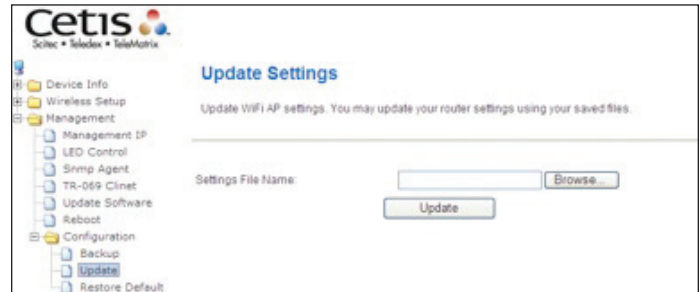 Cetis
Scitec • Teledex • TeleMatrix
Device Info
Wireless Setup
Management
Management IP
LED Control
Snmp Agent
TR-069 Clinet
Update Software
Reboot
Configuration
Backup
Update
Restore Default
Update Settings
Update WiFi AP settings. You may update your router settings using your saved files.
Settings File Name:
Browse...
Update